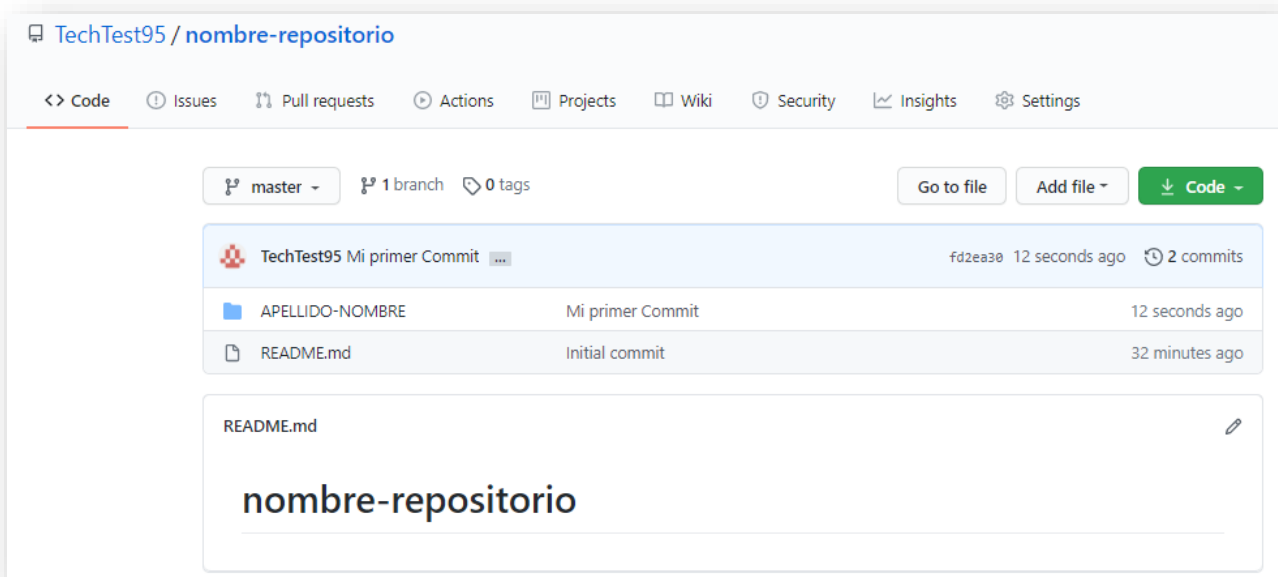 TechTest95 / nombre-repositorio
<> Code Issues Pull requests Actions Projects Wiki Security Insights Settings
master 1 branch 0 tags Go to file Add file Code
TechTest95 Mi primer Commit ... fd2ea30 12 seconds ago 2 commits
APELLIDO-NOMBRE Mi primer Commit 12 seconds ago
README.md Initial commit 32 minutes ago
README.md
nombre-repositorio